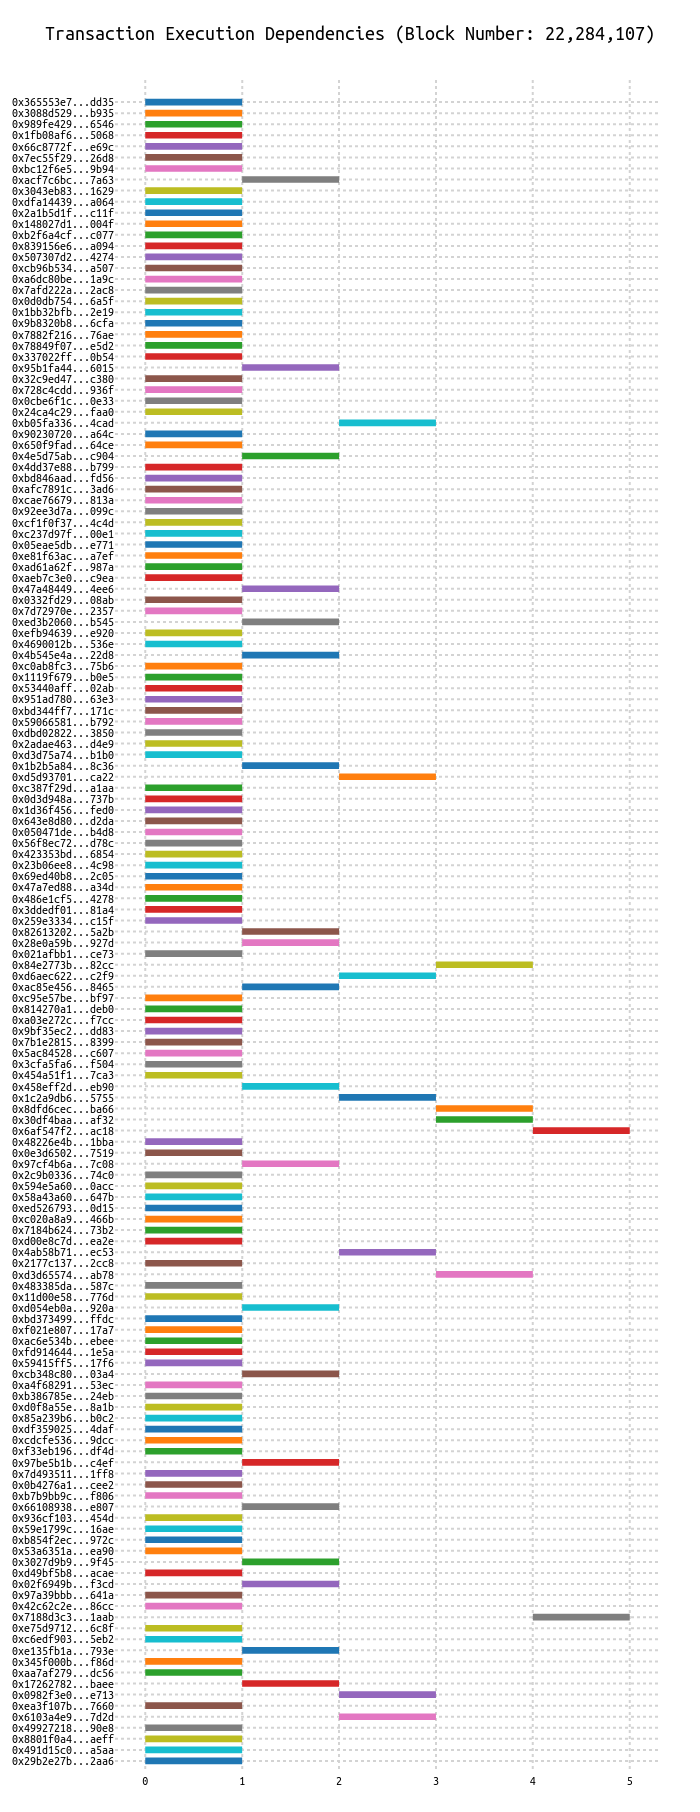 Transaction Execution Dependencies (Block Number: 22,284,107)
0x365553e7...dd35
0x3088d529...b935
0x989fe429...6546
0x1fb08af6...5068
0x66c8772f...e69c
0x7ec55f29...26d8
0xbc12f6e5...9b94
0xacf7c6bc...7a63
0x3043eb83...1629
0xdfa14439...a064
0x2a1b5d1f...c11f
0x148027d1...004f
0xb2f6a4cf...c077
0x839156e6...a094
0x507307d2...4274
0xcb96b534...a507
0xa6dc80be...1a9c
0x7afd222a...2ac8
0x0d0db754...6a5f
0x1bb32bfb...2e19
0x9b8320b8...6cfa
0x7882f216...76ae
0x78849f07...e5d2
0x337022ff...0b54
0x95b1fa44...6015
0x32c9ed47...c380
0x728c4cdd...936f
0x0cbe6f1c...0e33
0x24ca4c29...faa0
0xb05fa336...4cad
0x90230720...a64c
0x650f9fad...64ce
0x4e5d75ab...c904
0x4dd37e88...b799
0xbd846aad...fd56
0xafc7891c...3ad6
0xcae76679...813a
0x92ee3d7a...099c
0xcf1f0f37...4c4d
0xc237d97f...00e1
0x05eae5db...e771
0xe81f63ac...a7ef
0xad61a62f...987a
0xaeb7c3e0...c9ea
0x47a48449...4ee6
0x0332fd29...08ab
0x7d72970e...2357
0xed3b2060...b545
0xefb94639...e920
0x4690012b...536e
0x4b545e4a...22d8
0xc0ab8fc3...75b6
0x1119f679...b0e5
0x53440aff...02ab
0x951ad780...63e3
0xbd344ff7...171c
0x59066581...b792
0xdbd02822...3850
0x2adae463...d4e9
0xd3d75a74...b1b0
0x1b2b5a84...8c36
0xd5d93701...ca22
0xc387f29d...a1aa
0x0d3d948a...737b
0x1d36f456...fed0
0x643e8d80...d2da
0x050471de...b4d8
0x56f8ec72...d78c
0x423353bd...6854
0x23b06ee8...4c98
0x69ed40b8...2c05
0x47a7ed88...a34d
0x486e1cf5...4278
0x3ddedf01...81a4
0x259e3334...c15f
0x82613202...5a2b
0x28e0a59b...927d
0x021afbb1...ce73
0x84e2773b...82cc
0xd6aec622...c2f9
0xac85e456...8465
0xc95e57be...bf97
0x814270a1...deb0
0xa03e272c...f7cc
0x9bf35ec2...dd83
0x7b1e2815...8399
0x5ac84528...c607
0x3cfa5fa6...f504
0x454a51f1...7ca3
0x458eff2d...eb90
0x1c2a9db6...5755
0x8dfd6cec...ba66
0x30df4baa...af32
0x6af547f2...ac18
0x48226e4b...1bba
0x0e3d6502...7519
0x97cf4b6a...7c08
0x2c9b0336...74c0
0x594e5a60...0acc
0x58a43a60...647b
0xed526793...0d15
0xc020a8a9...466b
0x7184b624...73b2
0xd00e8c7d...ea2e
0x4ab58b71...ec53
0x2177c137...2cc8
0xd3d65574...ab78
0x483385da...587c
0x11d00e58...776d
0xd054eb0a...920a
0xbd373499...ffdc
0xf021e807...17a7
0xac6e534b...ebee
0xfd914644...1e5a
0x59415ff5...17f6
0xcb348c80...03a4
0xa4f68291...53ec
0xb386785e...24eb
0xd0f8a55e...8a1b
0x85a239b6...b0c2
0xdf359025...4daf
0xcdcfe536...9dcc
0xf33eb196...df4d
0x97be5b1b...c4ef
0x7d493511...1ff8
0x0b4276a1...cee2
0xb7b9bb9c...f806
0x66108938...e807
0x936cf103...454d
0x59e1799c...16ae
0xb854f2ec...972c
0x53a6351a...ea90
0x3027d9b9...9f45
0xd49bf5b8...acae
0x02f6949b...f3cd
0x97a39bbb...641a
0x42c62c2e...86cc
0x7188d3c3...1aab
0xe75d9712...6c8f
0xc6edf903...5eb2
0xe135fb1a...793e
0x345f000b...f86d
0xaa7af279...dc56
0x17262782...baee
0x0982f3e0...e713
0xea3f107b...7660
0x6103a4e9...7d2d
0x49927218...90e8
0x8801f0a4...aeff
0x491d15c0...a5aa
0x29b2e27b...2aa6
0 1 2 3 4 5